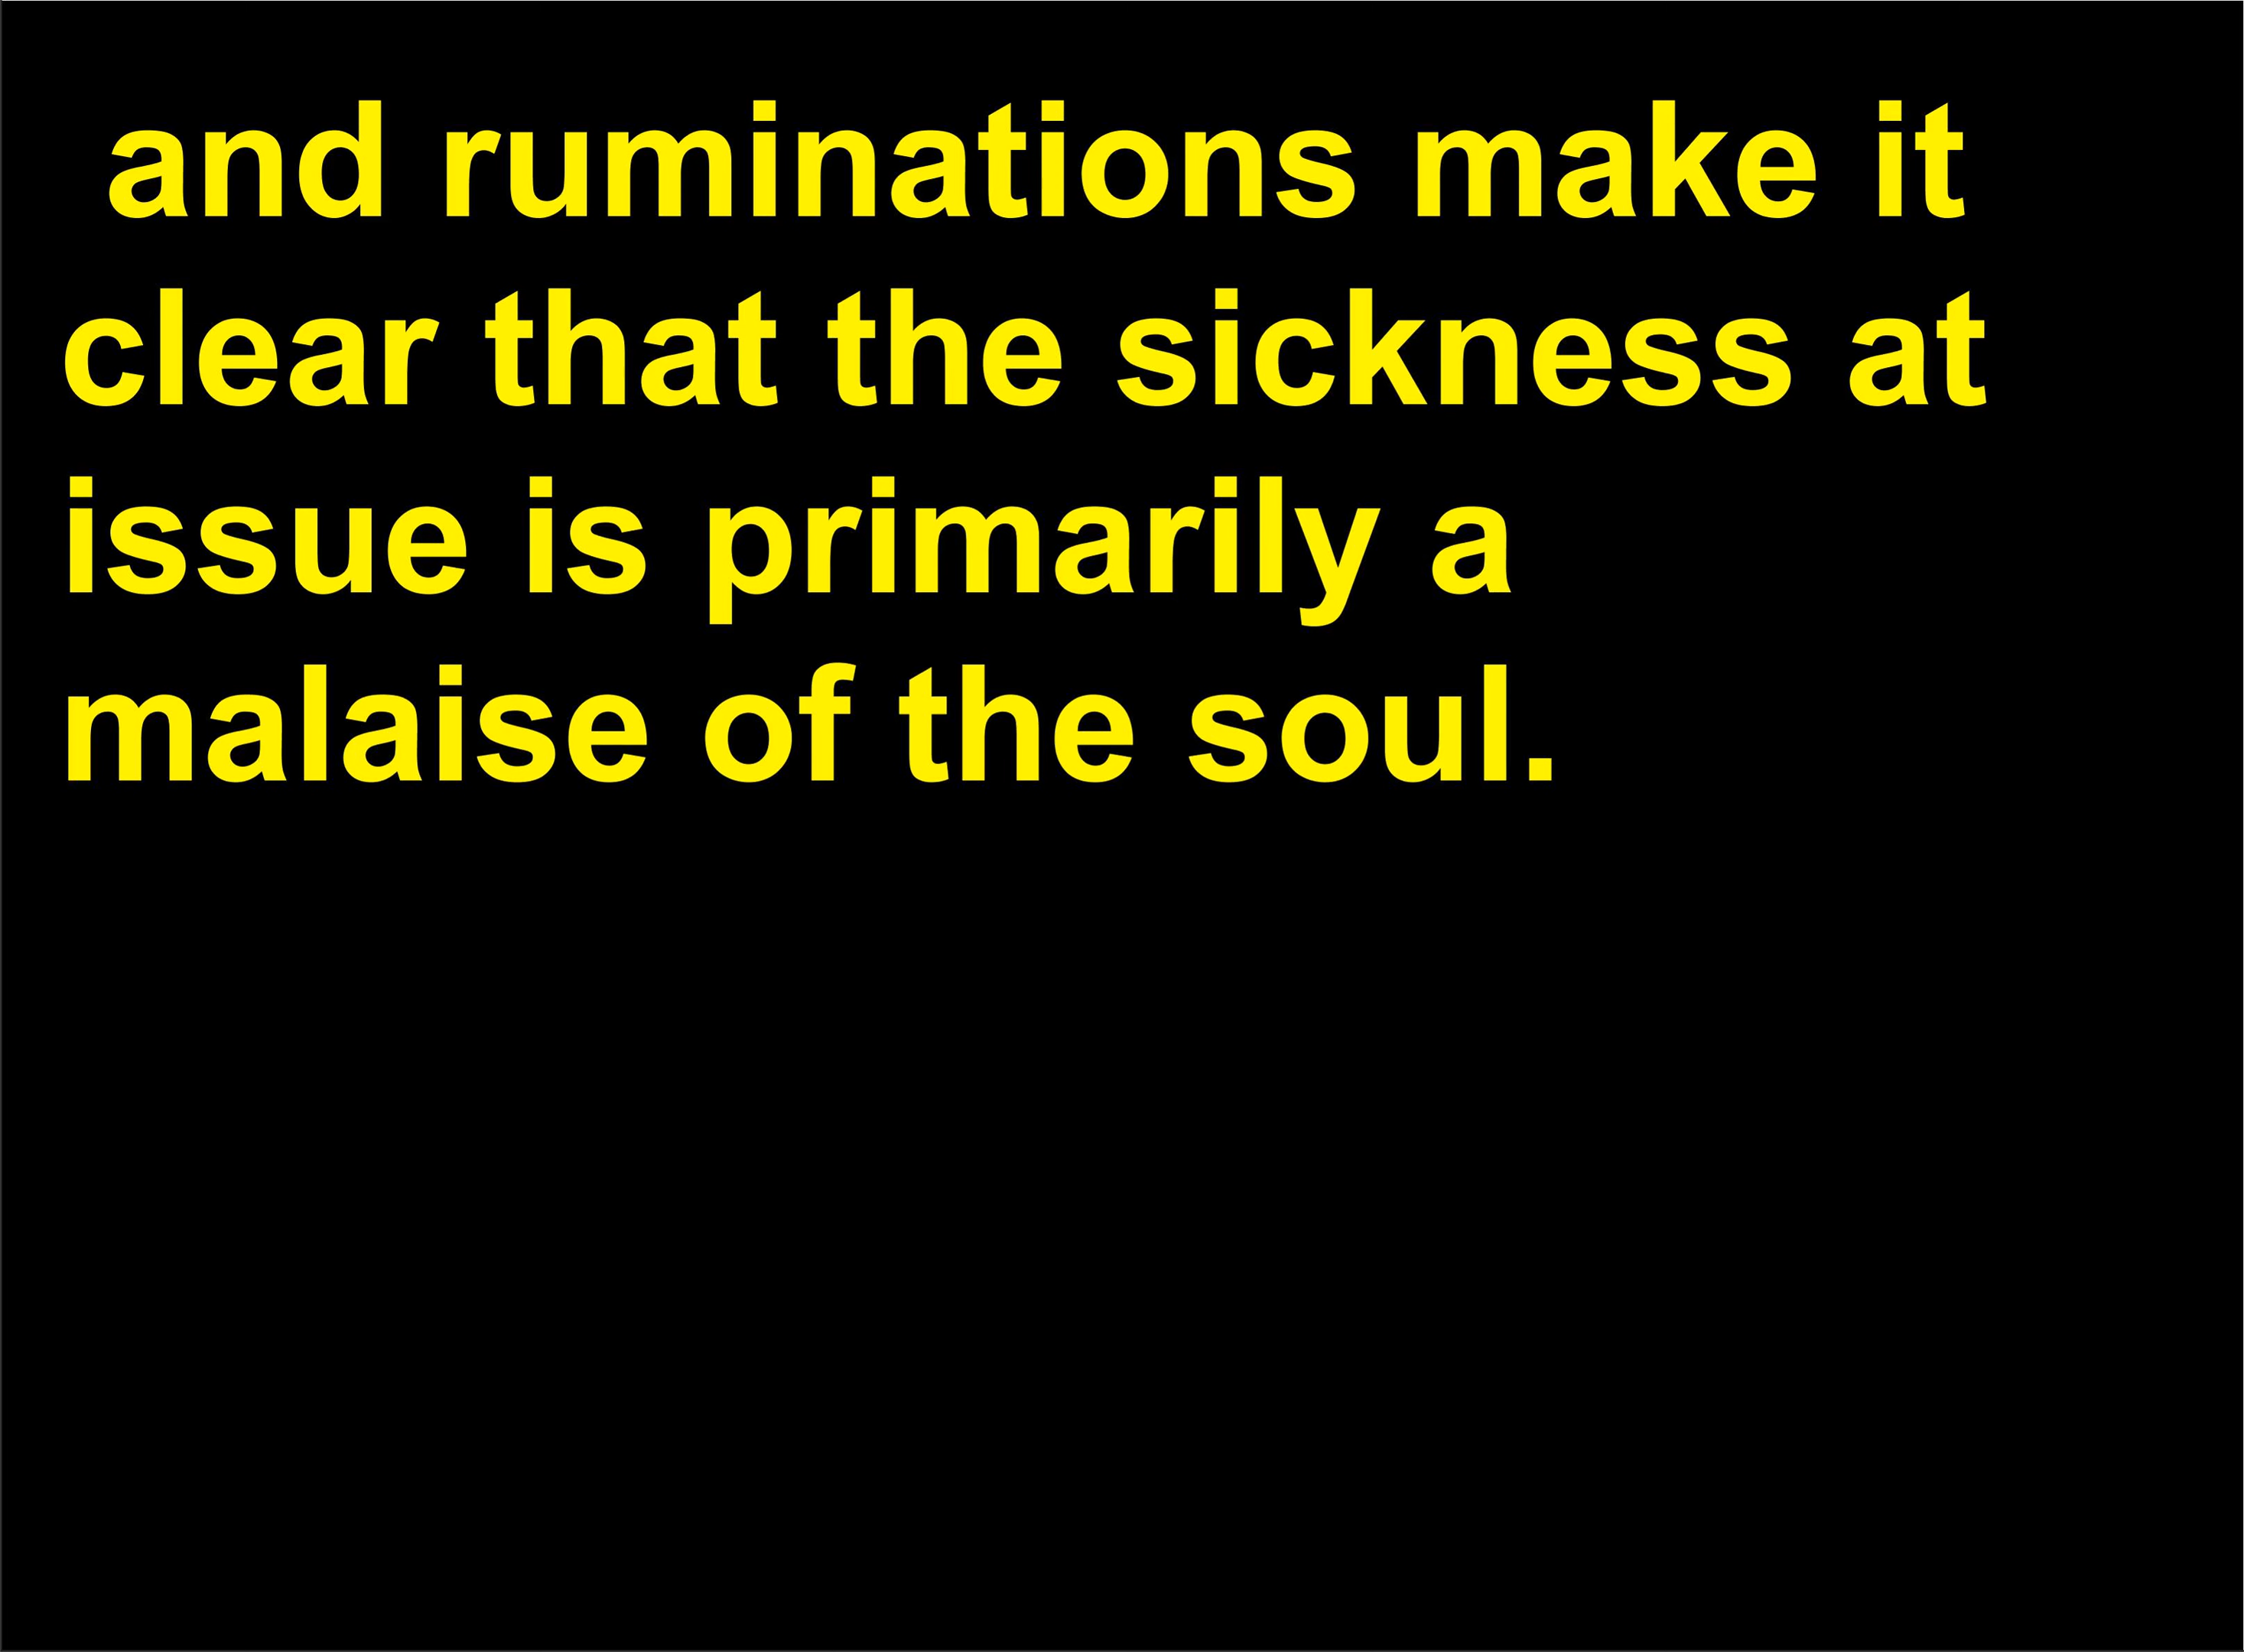 and ruminations make it
clear that the sickness at
issue is primarily a
malaise of the soul.